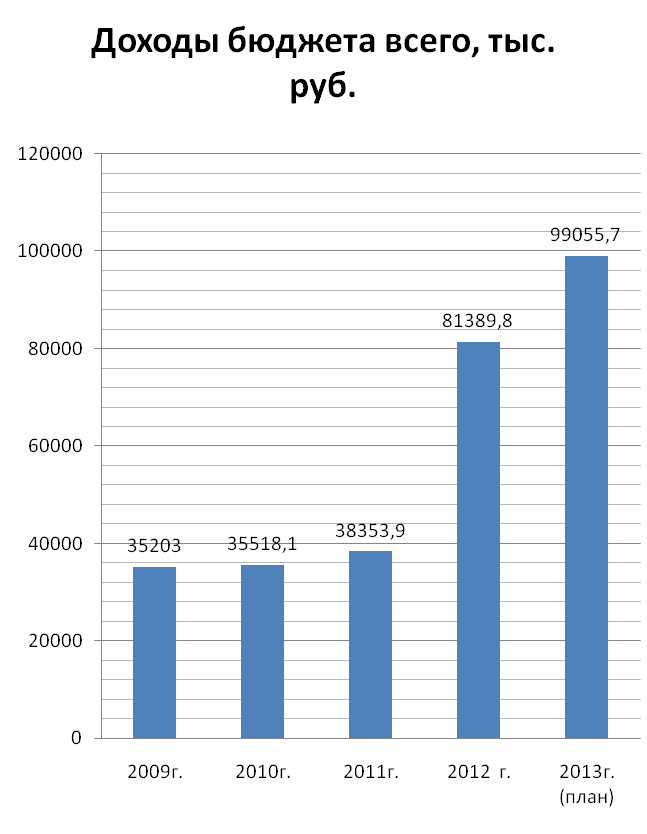 Доходы бюджета всего, тыс.
руб.
120000
100000
80000
60000
40000
20000
0
35203
35518,1
38353,9
81389,8
99055,7
2009г.
2010г.
2011г.
2012 г.
2013г.
(план)